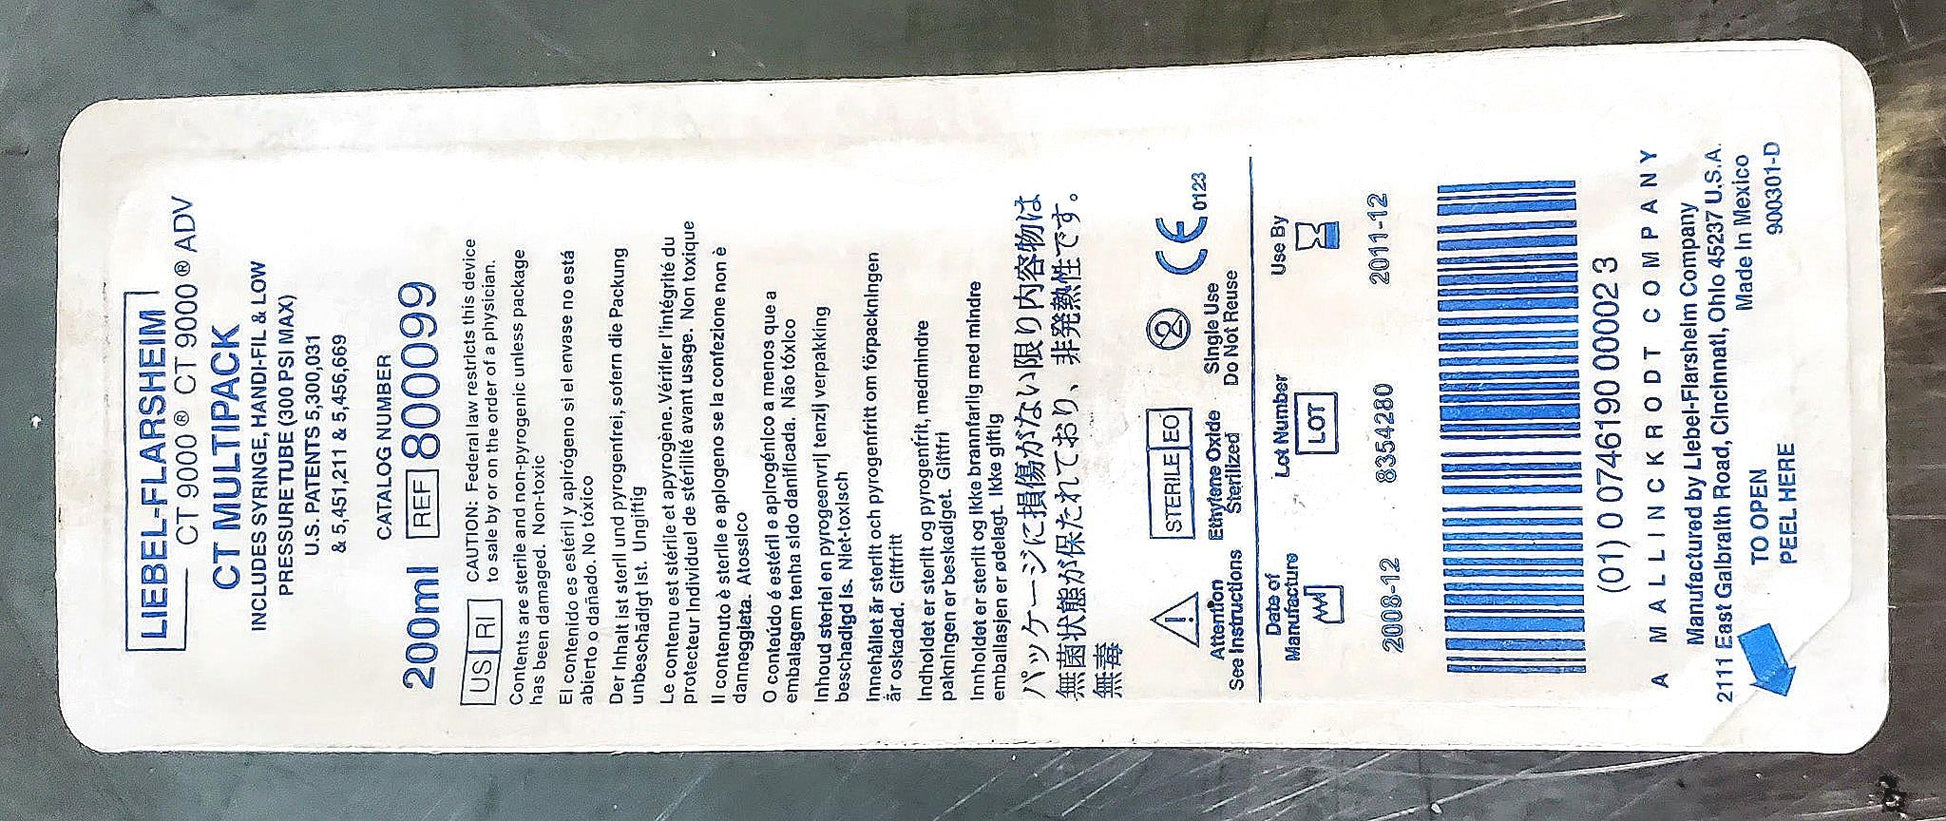 LIEBEL-FLARSHEIM
CT 9000® CT 9000® ADV
CT MULTIPACK
INCLUDES SYRINGE, HANDI-FIL & LOW
PRESSURE TUBE (300 PSI MAX)
U.S. PATENTS 5,300,031
& 5,451,211 & 5,456,669
CATALOG NUMBER
200ml REF 800099
US RI CAUTION: Federal law restricts this device
to sale by or on the order of a physician.
Contents are sterile and non-pyrogenic unless package
has been damaged. Non-toxic
El contenido es estéril y apirógeno si el envase no está
abierto o dañado. No tóxico
Der Inhalt ist steril und pyrogenfrei, sofern die Packung
unbeschädigt ist. Ungiftig
Le contenu est stérile et apyrogène. Vérifier l'intégrité du
protecteur individuel de stérilité avant usage. Non toxique
Il contenuto è sterile e apiogeno se la confezione non è
danneggiata. Atossico
O conteúdo é estéril e apirogénico a menos que a
embalagem tenha sido danificada. Não tóxico
Inhoud steriel en pyrogeenvrij tenzij verpakking
beschadigd is. Niet-toxisch
Innehållet är sterilt och pyrogenfritt om förpackningen
är oskadad. Giftfritt
Indholdet er sterilt og pyrogenfrit, medmindre
pakningen er beskadiget. Giftfri
Innholdet er sterilt og ikke brannfarlig med mindre
emballasjen er ødelagt. Ikke giftig
パッケージに損傷がない限り内容物は
無菌状態が保たれており、非発熱性です。
無毒
STERILE EO 2 CE 0123
Attention
See Instructions
Ethylene Oxide
Sterilized
Single Use
Do Not Reuse
Date of
Manufacture
2008-12
Lot Number
LOT
8354280
Use By
2011-12
(01) 0 0746190 00002 3
A MALLINCKRODT COMPANY
Manufactured by Liebel-Flarsheim Company
2111 East Galbraith Road, Cincinnati, Ohio 45237 U.S.A.
Made In Mexico
900301-D
TO OPEN
PEEL HERE